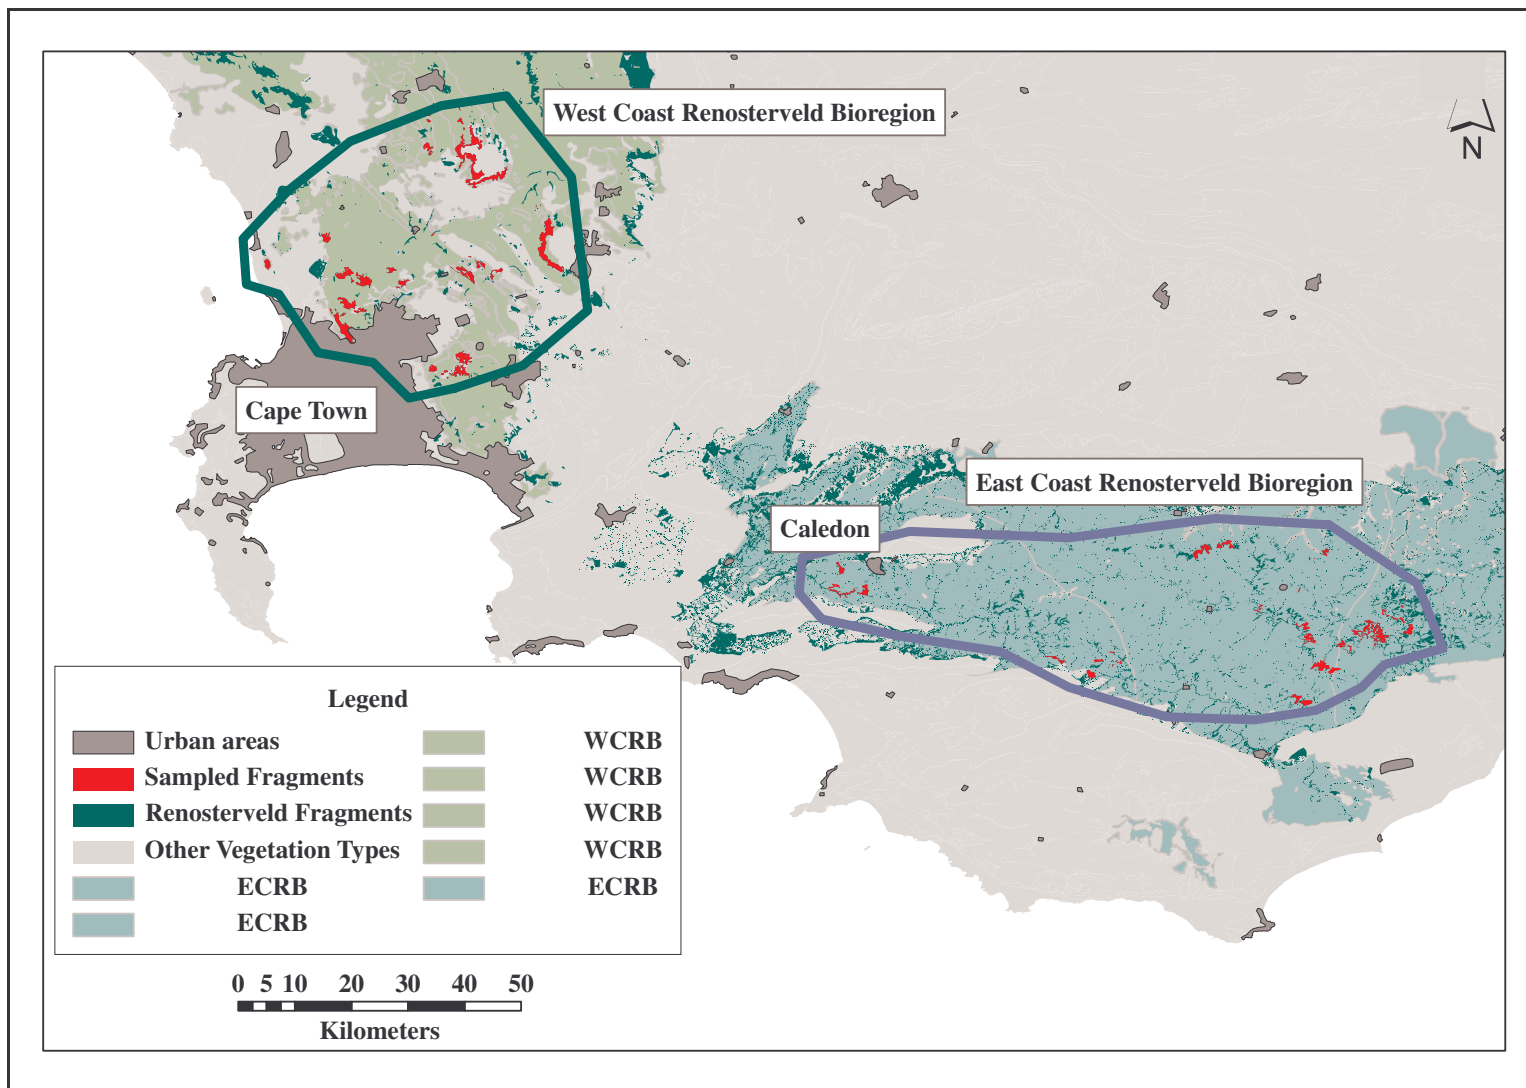 West Coast Renosterveld Bioregion
N
Cape Town
East Coast Renosterveld Bioregion
Caledon
Legend
Urban areas
WCRB
Sampled Fragments
WCRB
Renosterveld Fragments
WCRB
Other Vegetation Types
WCRB
ECRB
ECRB
ECRB
0 5 10 20 30 40 50
Kilometers